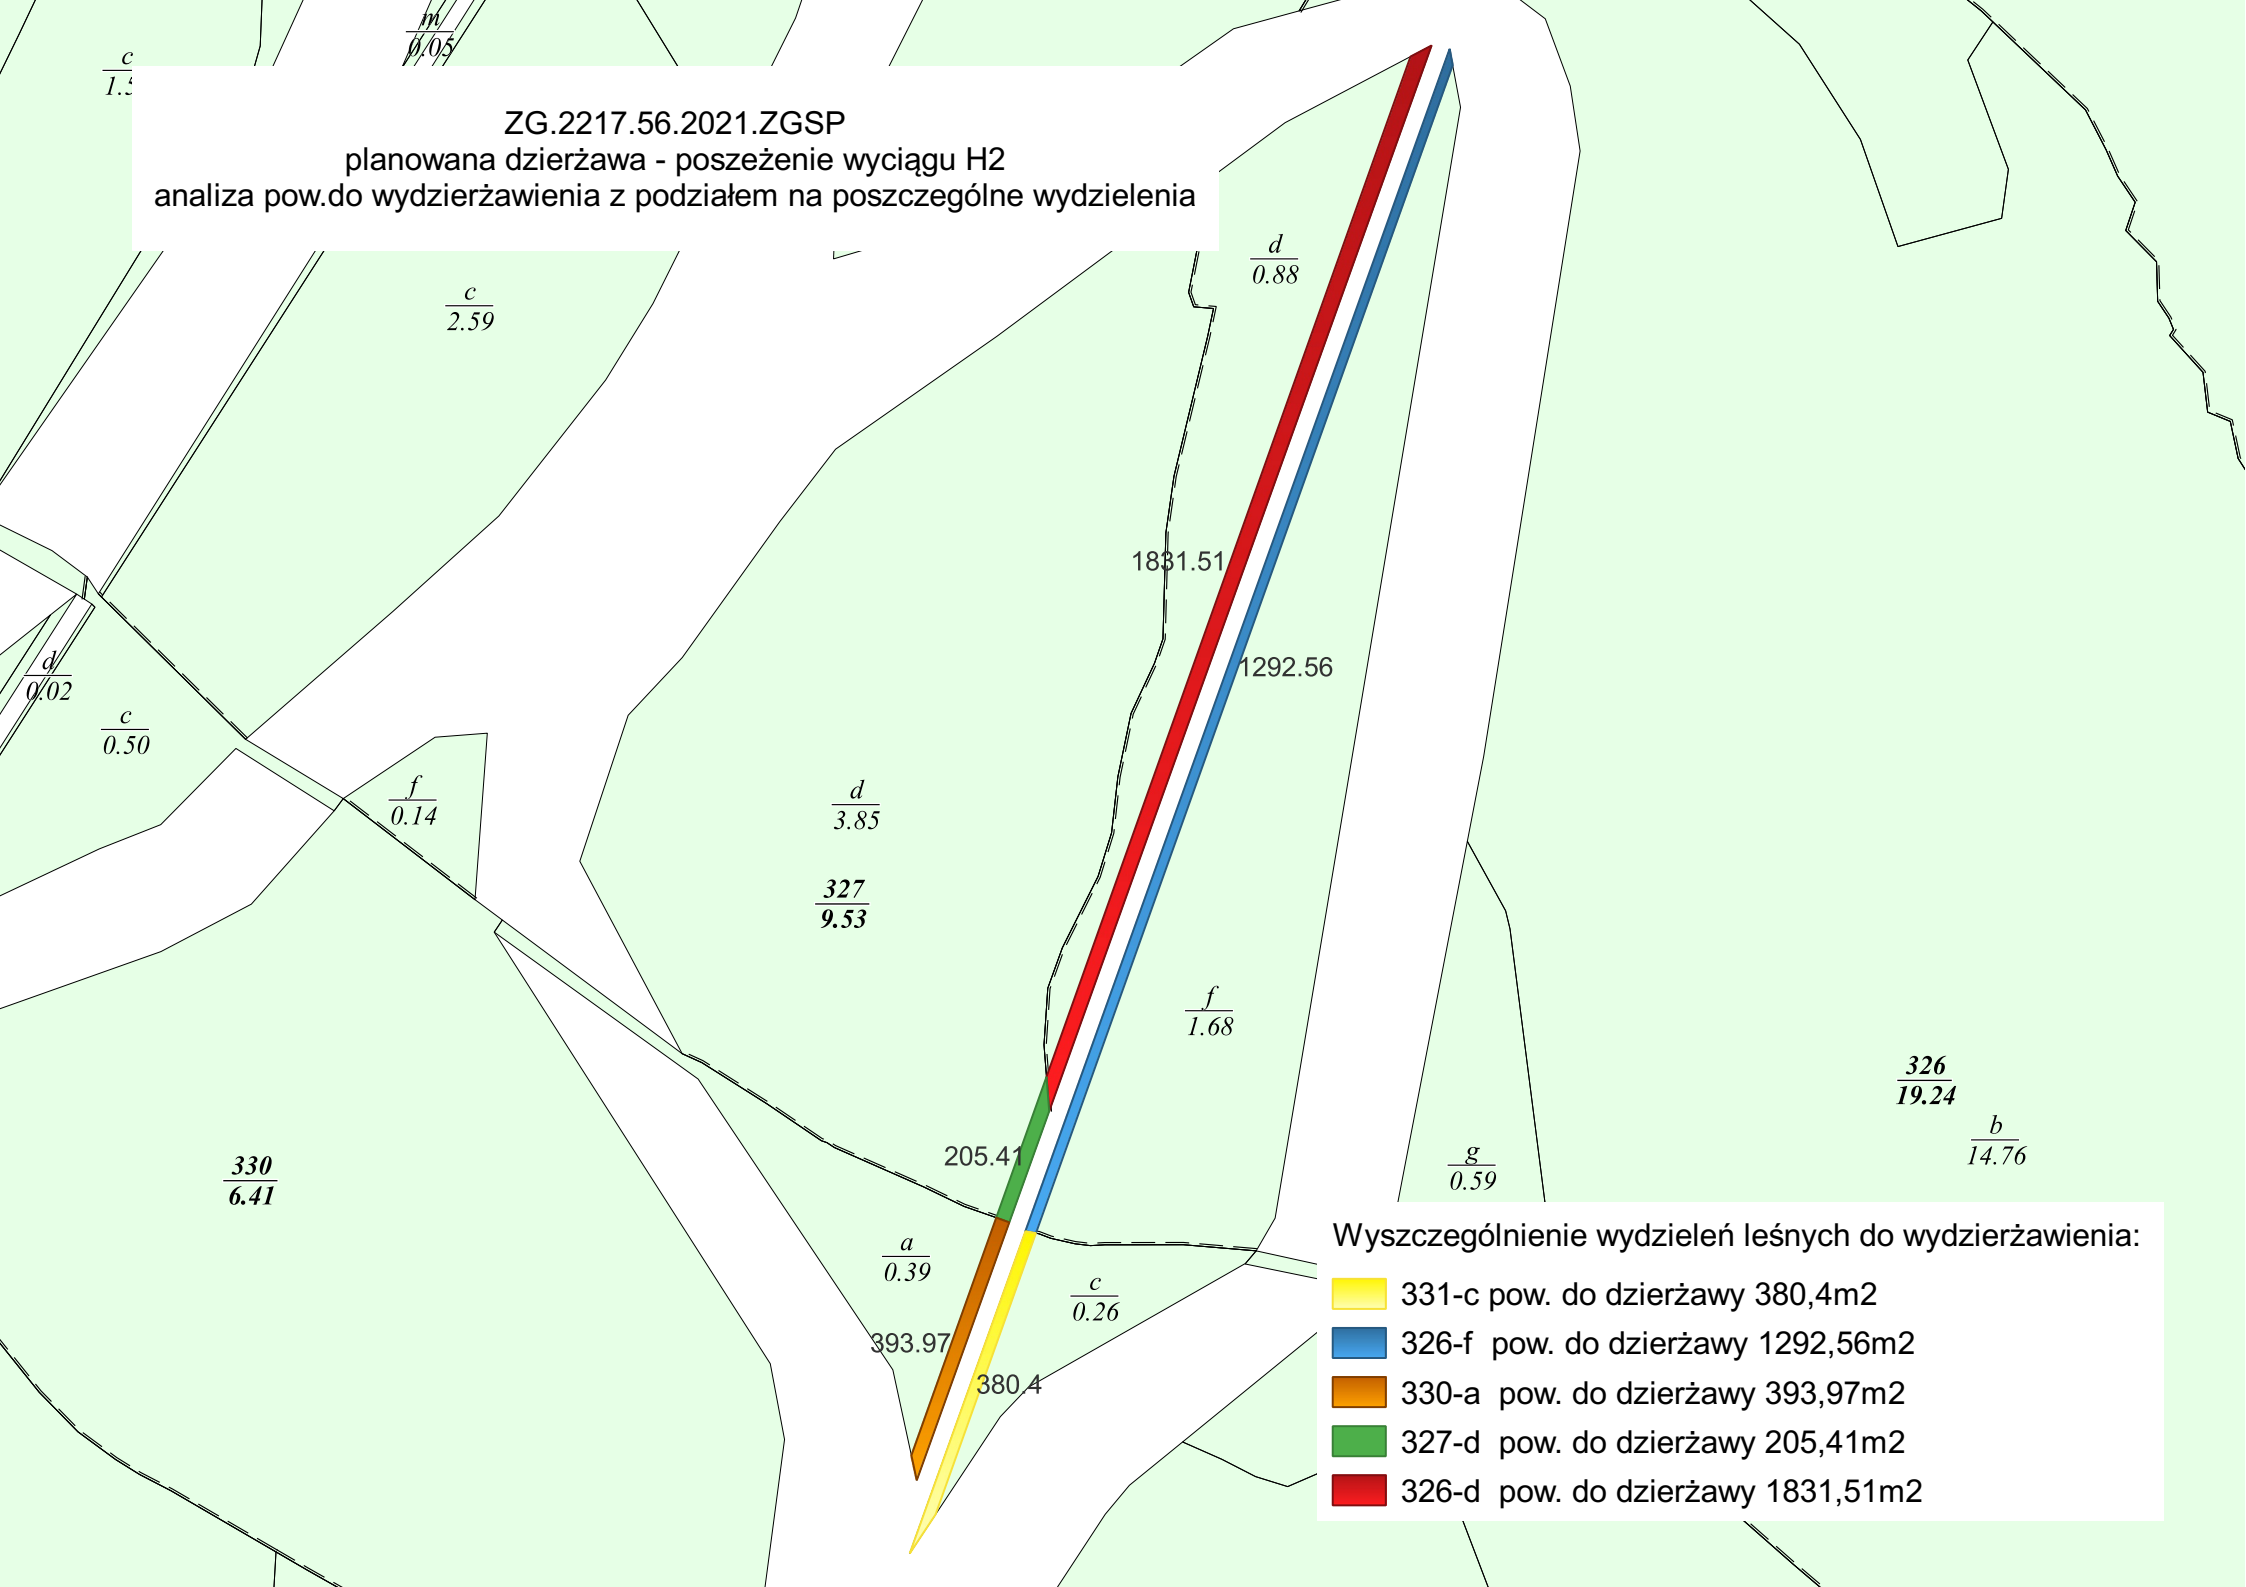 m
0.05
c
ZG.2217.56.2021.ZGSP
planowana dzierżawa - poszeżenie wyciągu H2
analiza pow.do wydzierżawienia z podziałem na poszczególne wydzielenia
d
0.88
c
2.59
1831.51
1292.56
d
0.02
c
0.50
f
0.14
d
3.85
327
9.53
f
1.68
326
19.24
b
14.76
330
6.41
205.41
g
0.59
a
0.39
c
0.26
393.97
380.4
Wyszczególnienie wydzieleń leśnych do wydzierżawienia:
331-c pow. do dzierżawy 380,4m2
326-f pow. do dzierżawy 1292,56m2
330-a pow. do dzierżawy 393,97m2
327-d pow. do dzierżawy 205,41m2
326-d pow. do dzierżawy 1831,51m2